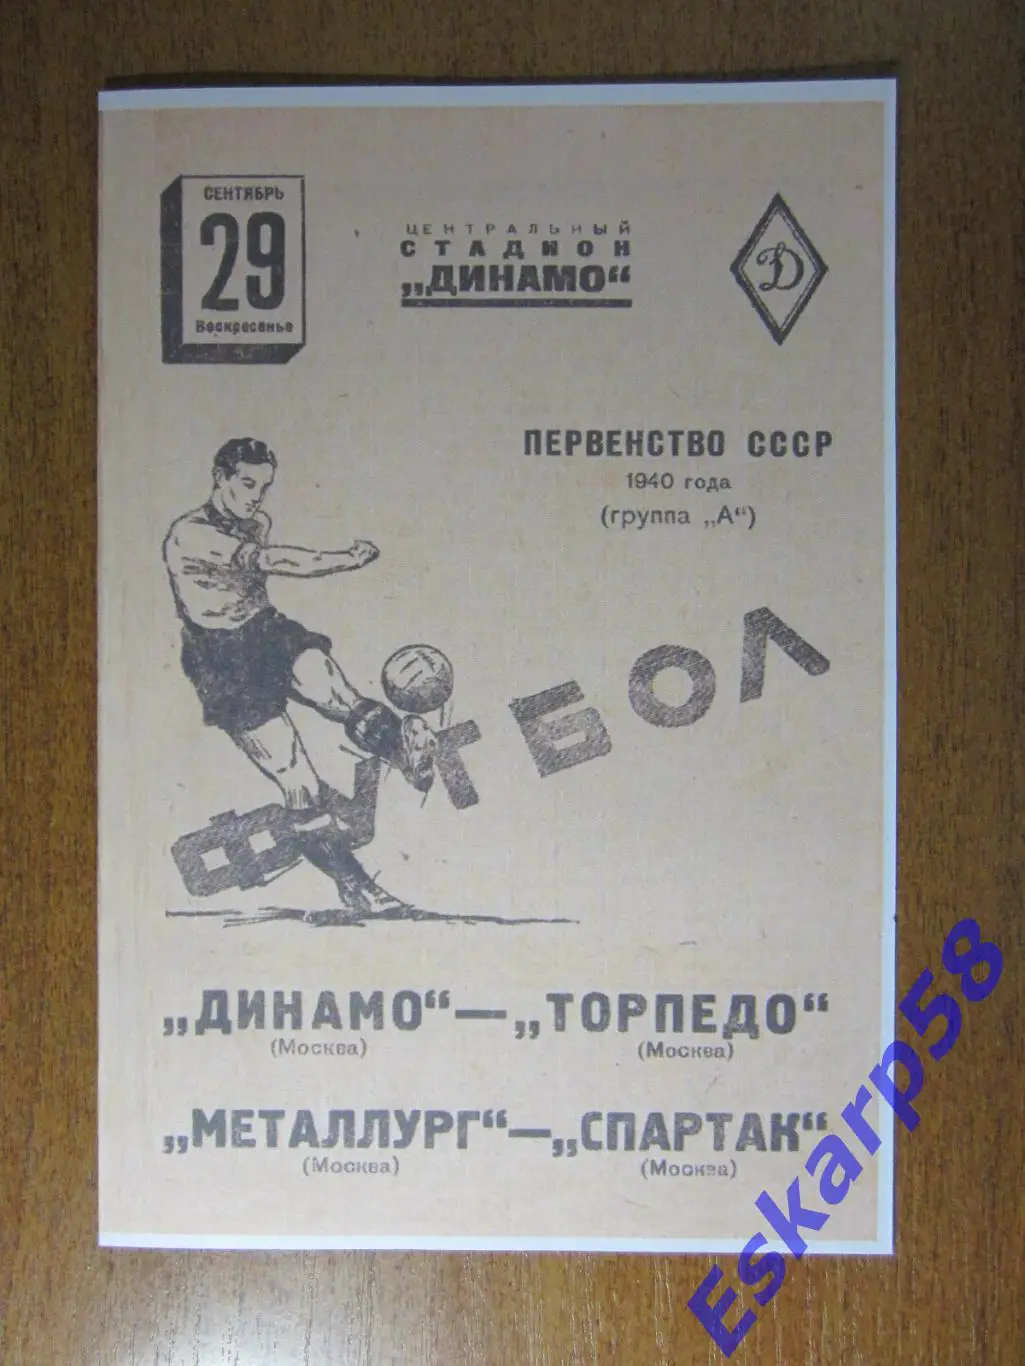 СЕНТЯБРЬ
29
Воскресенье
ЦЕНТРАЛЬНЫЙ
СТАДИОН
„ДИНАМО“
Д
ПЕРВЕНСТВО СССР
1940 года
(группа „А“)
ФУТБОЛ
„ДИНАМО“ — „ТОРПЕДО“
(Москва) (Москва)
„МЕТАЛЛУРГ“ — „СПАРТАК“
(Москва) (Москва)
Eskarp58